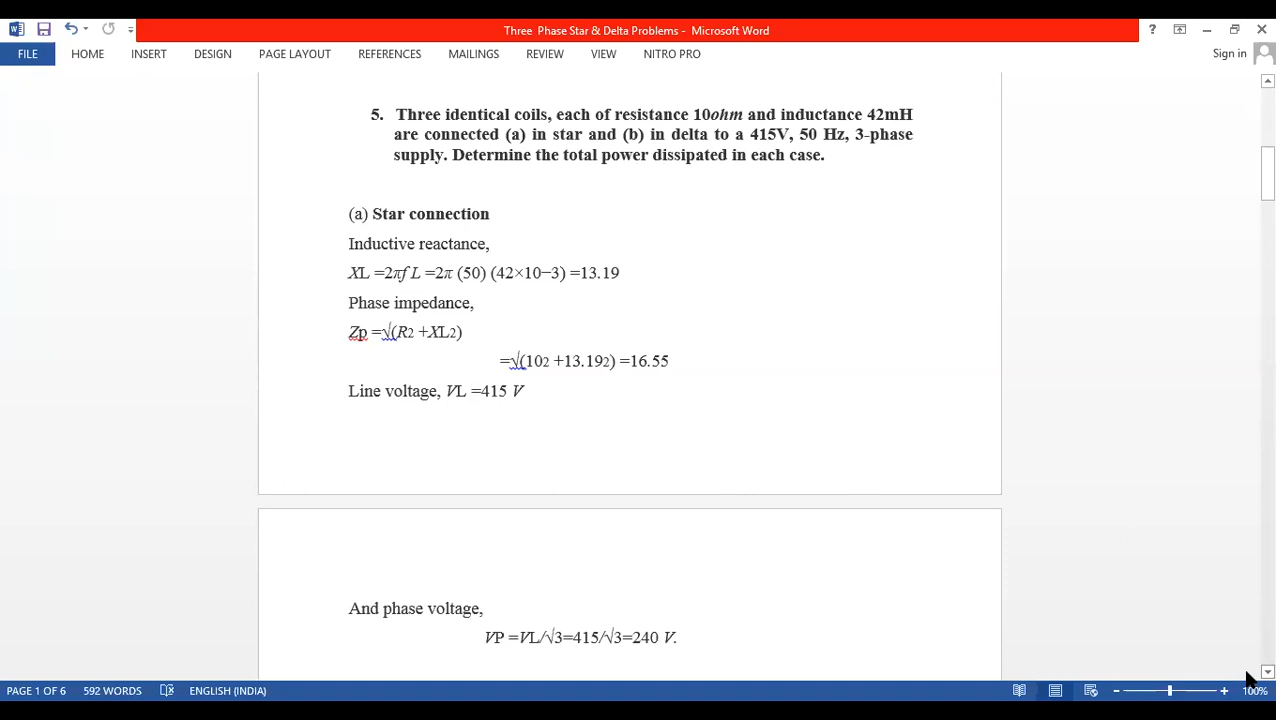 Three Phase Star & Delta Problems - Microsoft Word
?
FILE HOME INSERT DESIGN PAGE LAYOUT REFERENCES MAILINGS REVIEW VIEW NITRO PRO
Sign in
5. Three identical coils, each of resistance 10ohm and inductance 42mH
are connected (a) in star and (b) in delta to a 415V, 50 Hz, 3-phase
supply. Determine the total power dissipated in each case.
(a) Star connection
Inductive reactance,
XL =2πf L =2π (50) (42×10−3) =13.19
Phase impedance,
Zp =√(R2 +XL2)
=√(102 +13.192) =16.55
Line voltage, VL =415 V
And phase voltage,
VP =VL/√3=415/√3=240 V.
PAGE 1 OF 6 592 WORDS ENGLISH (INDIA) 100%